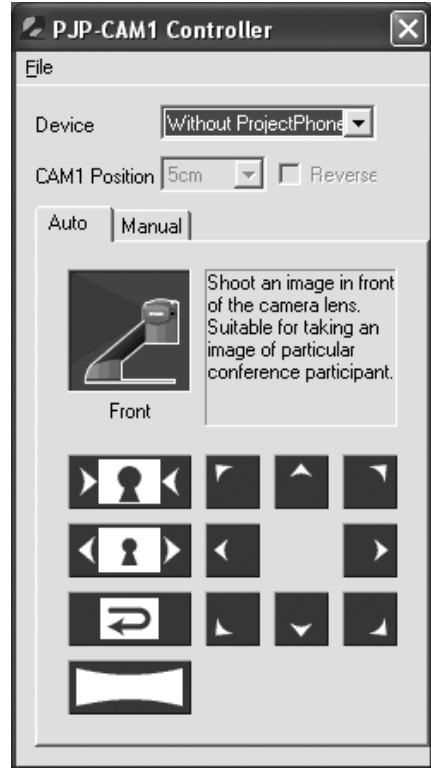 PJP-CAM1 Controller
File
Device Without ProjectPhone
CAM1 Position 5cm Reverse
Auto Manual
Shoot an image in front
of the camera lens.
Suitable for taking an
image of particular
conference participant.
Front